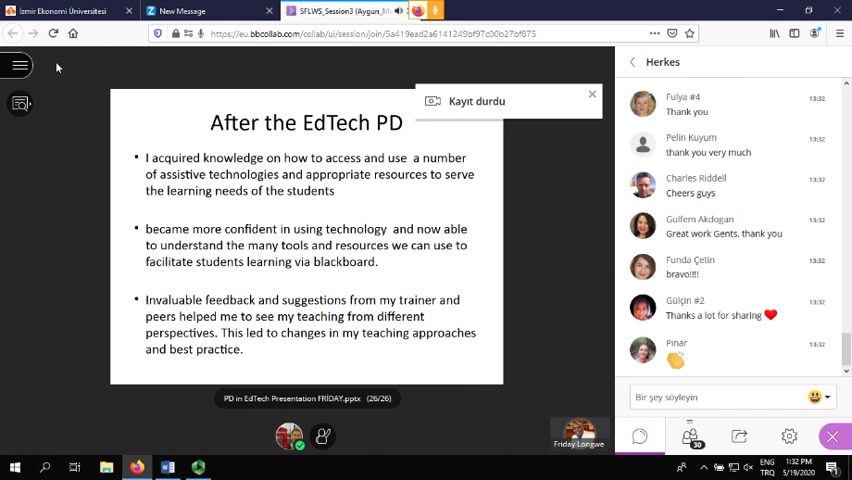 İzmir Ekonomi Üniversitesi
New Message
SFLWS_Session3 (Aygun_M
https://eu.bbcollab.com/collab/ui/session/join/5a419ead2a6141249bf97c00b27207b2
Kayıt durdu
After the EdTech PD
• I acquired knowledge on how to access and use a number
of assistive technologies and appropriate resources to serve
the learning needs of the students
• became more confident in using technology and now able
to understand the many tools and resources we can use to
facilitate students learning via blackboard.
• Invaluable feedback and suggestions from my trainer and
peers helped me to see my teaching from different
perspectives. This led to changes in my teaching approaches
and best practice.
PD in EdTech Presentation FRİDAY.pptx (26/26)
Friday Longwe
Herkes
Fulya #4
13:32
Thank you
Pelin Kuyum
13:32
thank you very much
Charles Riddell
13:32
Cheers guys
Gulfem Akdogan
13:32
Great work Gents, thank you
Funda Çetin
13:32
bravo!!!!
Gülçin #2
13:32
Thanks a lot for sharing
Pınar
13:32
Bir şey söyleyin
30
ENG
TRQ
1:32 PM
5/19/2020